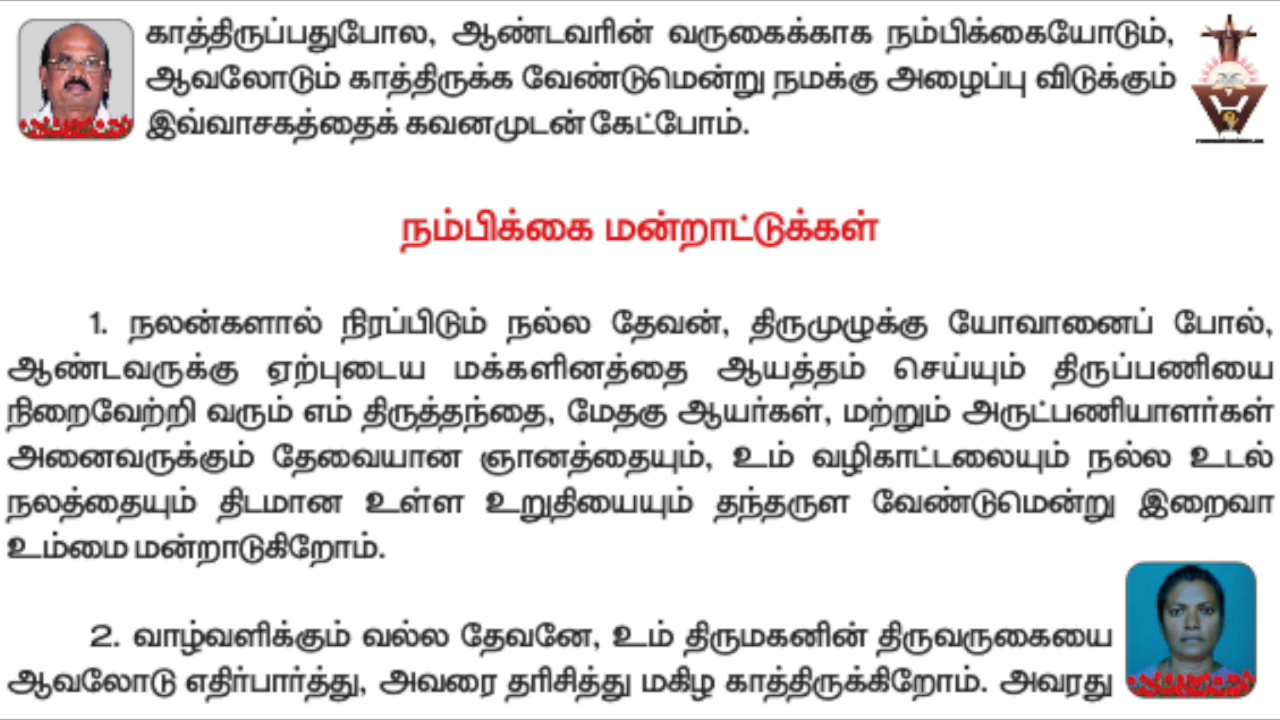 காத்திருப்பதுபோல, ஆண்டவரின் வருகைக்காக நம்பிக்கையோடும்,
ஆவலோடும் காத்திருக்க வேண்டுமென்று நமக்கு அழைப்பு விடுக்கும்
இவ்வாசகத்தைக் கவனமுடன் கேட்போம்.
நம்பிக்கை மன்றாட்டுக்கள்
1. நலன்களால் நிரப்பிடும் நல்ல தேவன், திருமுழுக்கு யோவானைப் போல்,
ஆண்டவருக்கு ஏற்புடைய மக்களினத்தை ஆயத்தம் செய்யும் திருப்பணியை
நிறைவேற்றி வரும் எம் திருத்தந்தை, மேதகு ஆயர்கள், மற்றும் அருட்பணியாளர்கள்
அனைவருக்கும் தேவையான ஞானத்தையும், உம் வழிகாட்டலையும் நல்ல உடல்
நலத்தையும் திடமான உள்ள உறுதியையும் தந்தருள வேண்டுமென்று இறைவா
உம்மை மன்றாடுகிறோம்.
2. வாழ்வளிக்கும் வல்ல தேவனே, உம் திருமகனின் திருவருகையை
ஆவலோடு எதிர்பார்த்து, அவரை தரிசித்து மகிழ காத்திருக்கிறோம். அவரது